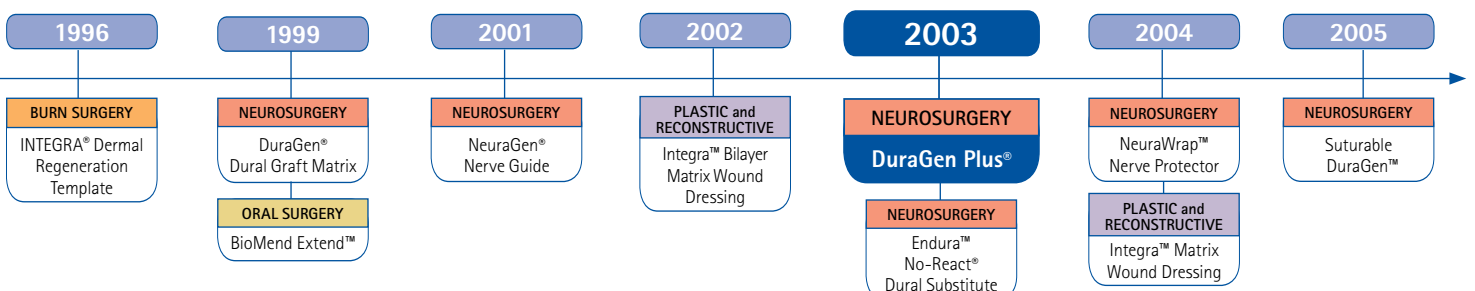 1996
BURN SURGERY
INTEGRA® Dermal
Regeneration
Template
1999
NEUROSURGERY
DuraGen®
Dural Graft Matrix
ORAL SURGERY
BioMend Extend™
2001
NEUROSURGERY
NeuraGen®
Nerve Guide
2002
PLASTIC and
RECONSTRUCTIVE
Integra™ Bilayer
Matrix Wound
Dressing
2003
NEUROSURGERY
DuraGen Plus®
NEUROSURGERY
Endura™
No-React®
Dural Substitute
2004
NEUROSURGERY
NeuraWrap™
Nerve Protector
PLASTIC and
RECONSTRUCTIVE
Integra™ Matrix
Wound Dressing
2005
NEUROSURGERY
Suturable
DuraGen™